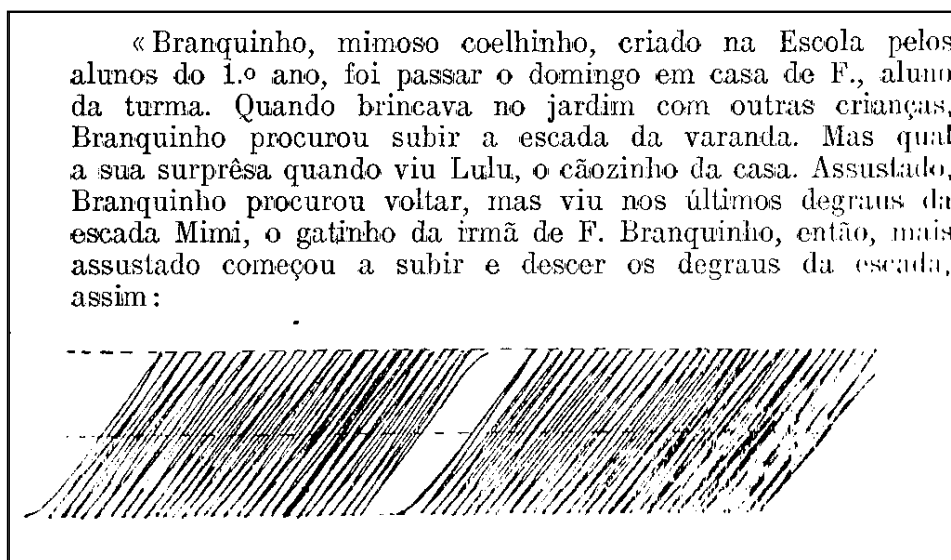 « Branquinho, mimoso coelhinho, criado na Escola pelos
alunos do 1.º ano, foi passar o domingo em casa de F., aluno
da turma. Quando brincava no jardim com outras crianças,
Branquinho procurou subir a escada da varanda. Mas qual
a sua surprêsa quando viu Lulu, o cãozinho da casa. Assustado,
Branquinho procurou voltar, mas viu nos últimos degraus da
escada Mimi, o gatinho da irmã de F. Branquinho, então, mais
assustado começou a subir e descer os degraus da escada,
assim: